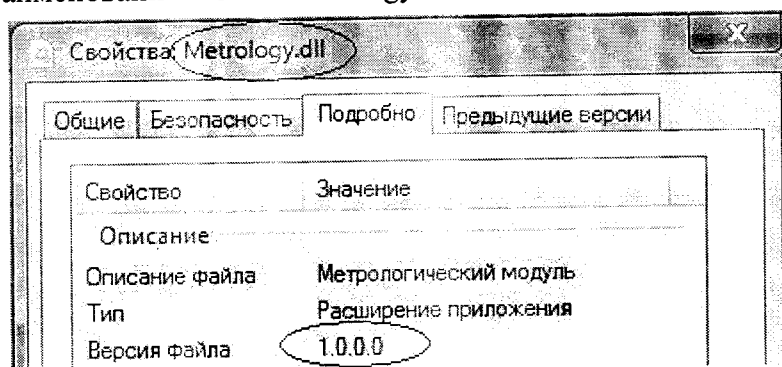 Свойства: Metrology.dll
Общие Безопасность Подробно Предыдущие версии
Свойство Значение
Описание
Описание файла Метрологический модуль
Тип Расширение приложения
Версия файла 1.0.0.0